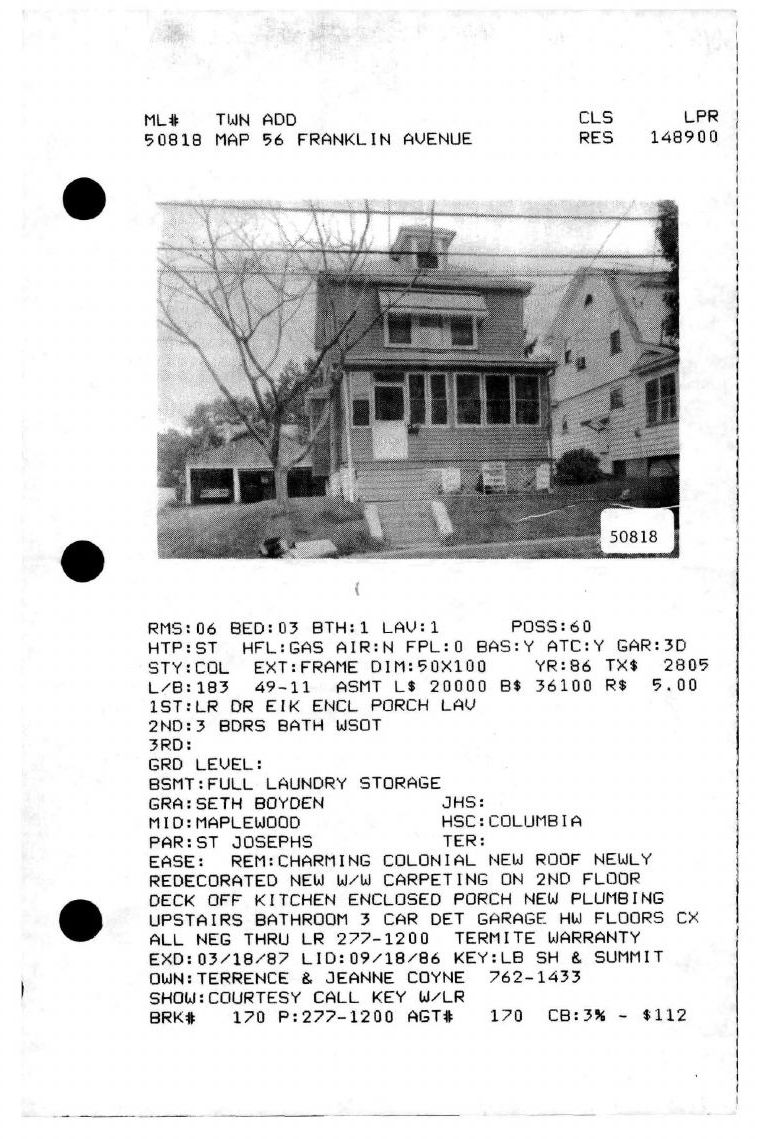 ML# TWN ADD CLS LPR
50818 MAP 56 FRANKLIN AVENUE RES 148900
50818
RMS:06 BED:03 BTH:1 LAV:1 POSS:60
HTP:ST HFL:GAS AIR:N FPL:0 BAS:Y ATC:Y GAR:3D
STY:COL EXT:FRAME DIM:50X100 YR:86 TX$ 2805
L/B:183 49-11 ASMT L$ 20000 B$ 36100 R$ 5.00
1ST:LR DR EIK ENCL PORCH LAV
2ND:3 BDRS BATH WSOT
3RD:
GRD LEVEL:
BSMT:FULL LAUNDRY STORAGE
GRA:SETH BOYDEN JHS:
MID:MAPLEWOOD HSC:COLUMBIA
PAR:ST JOSEPHS TER:
EASE: REM:CHARMING COLONIAL NEW ROOF NEWLY
REDECORATED NEW W/W CARPETING ON 2ND FLOOR
DECK OFF KITCHEN ENCLOSED PORCH NEW PLUMBING
UPSTAIRS BATHROOM 3 CAR DET GARAGE HW FLOORS CX
ALL NEG THRU LR 277-1200 TERMITE WARRANTY
EXD:03/18/87 LID:09/18/86 KEY:LB SH & SUMMIT
OWN:TERRENCE & JEANNE COYNE 762-1433
SHOW:COURTESY CALL KEY W/LR
BRK# 170 P:277-1200 AGT# 170 CB:3% - $112